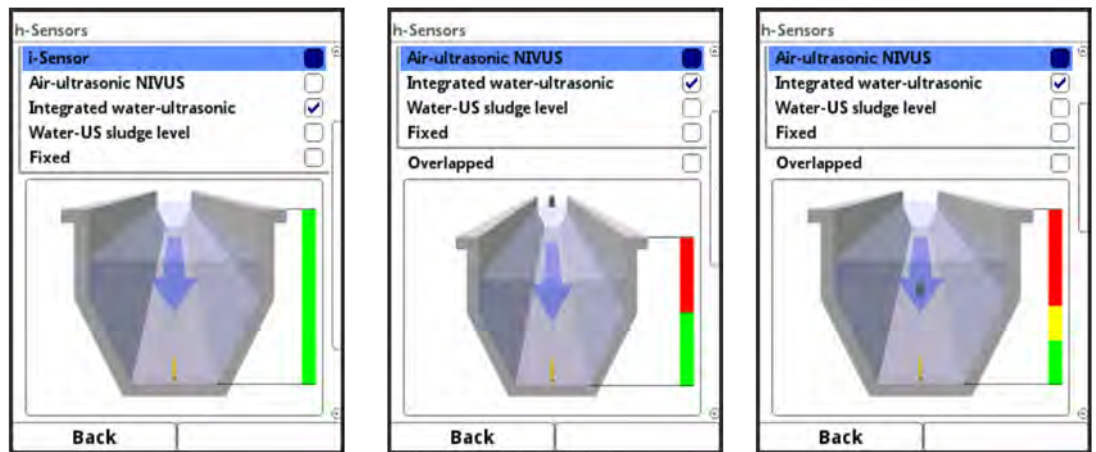 h-Sensors
i-Sensor
Air-ultrasonic NIVUS
Integrated water-ultrasonic
Water-US sludge level
Fixed
Back
h-Sensors
Air-ultrasonic NIVUS
Integrated water-ultrasonic
Water-US sludge level
Fixed
Overlapped
Back
h-Sensors
Air-ultrasonic NIVUS
Integrated water-ultrasonic
Water-US sludge level
Fixed
Overlapped
Back